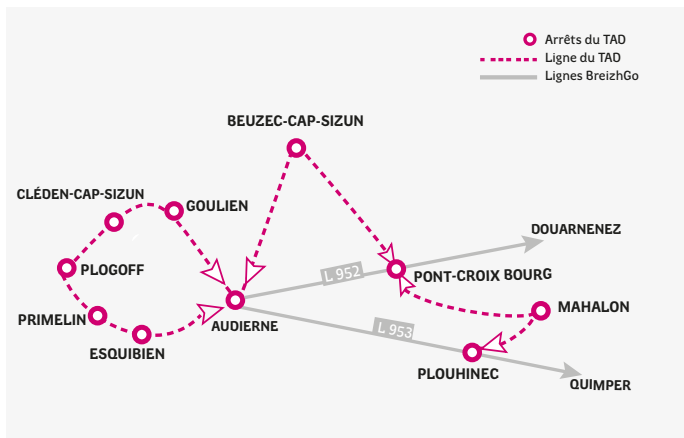 Arrêts du TAD
Ligne du TAD
Lignes BreizhGo
BEUZEC-CAP-SIZUN
CLÉDEN-CAP-SIZUN
GOULIEN
DOUARNENEZ
PLOGOFF
L 952
PONT-CROIX BOURG
MAHALON
PRIMELIN
AUDIERNE
L 953
ESQUIBIEN
PLOUHINEC
QUIMPER